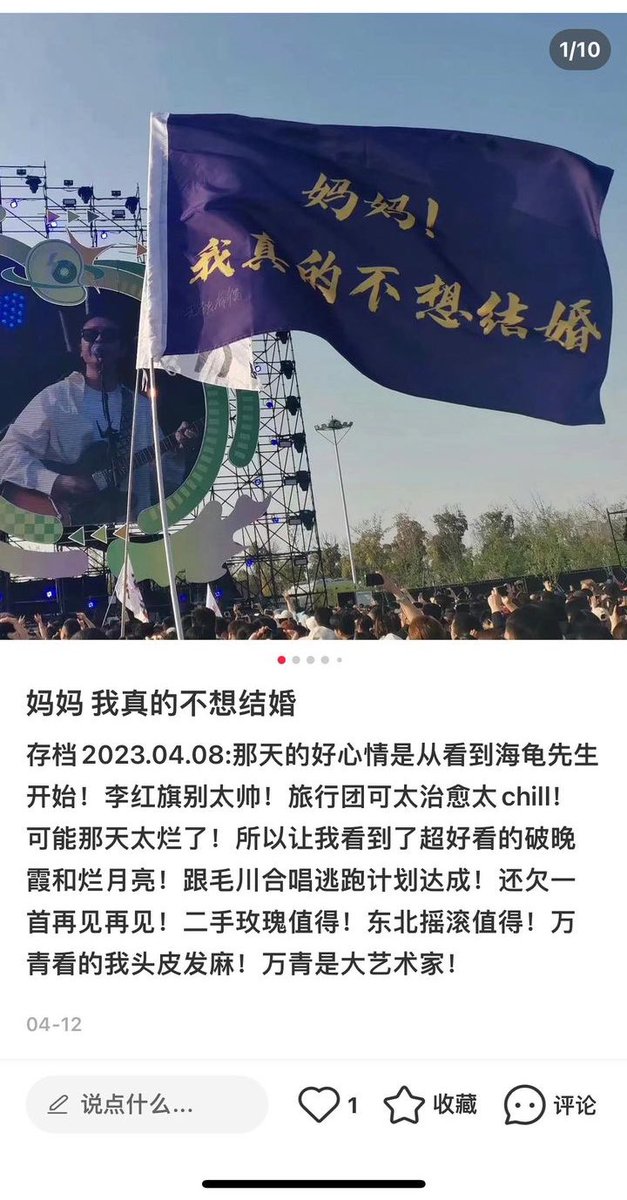 1/10
妈妈！
我真的不想结婚
妈妈 我真的不想结婚
存档2023.04.08:那天的好心情是从看到海龟先生
开始！李红旗别太帅！旅行团可太治愈太chill！
可能那天太烂了！所以让我看到了超好看的破晚
霞和烂月亮！跟毛川合唱逃跑计划达成！还欠一
首再见再见！二手玫瑰值得！东北摇滚值得！万
青看的我头皮发麻！万青是大艺术家！
04-12
说点什么...
1
收藏
评论